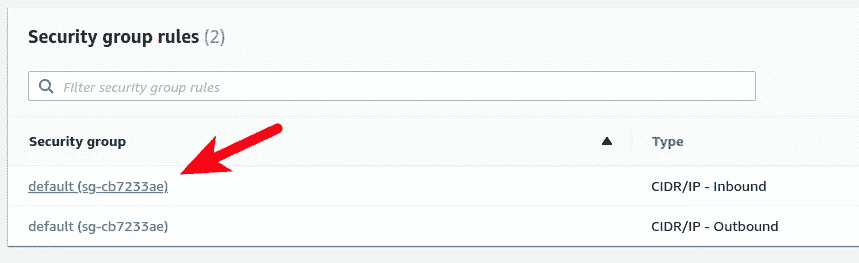 Security group rules (2)
Filter security group rules
Security group Type
default (sg-cb7233ae) CIDR/IP - Inbound
default (sg-cb7233ae) CIDR/IP - Outbound